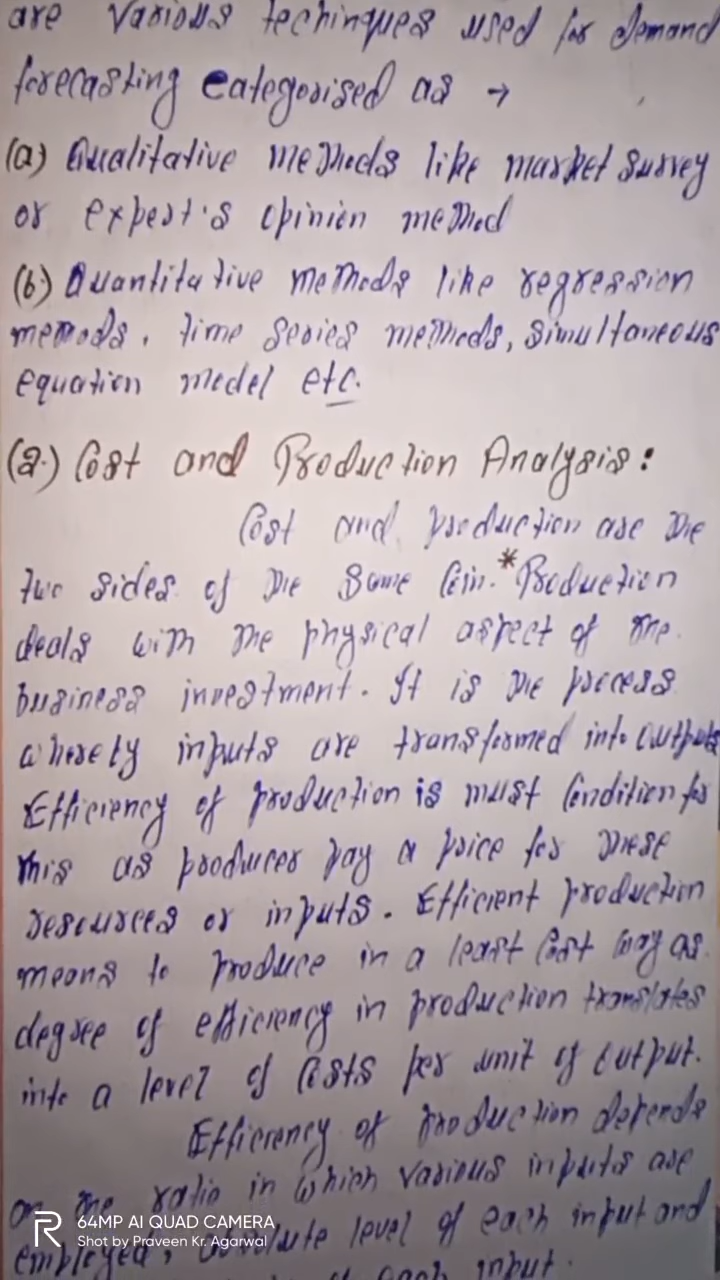 are various techinques used for demand
forecasting categorised as →
(a) Qualitative methods like market survey
or expert's opinion method
(b) Quantitative methods like regression
methods, time series methods, simultaneous
equation model etc.
(2.) Cost and Production Analysis:
Cost and production are the
two sides of the same coin. *Production
deals with the physical aspect of the
business investment. It is the process
whereby inputs are transformed into outputs
Efficiency of production is must condition for
this as producer pay a price for these
resources or inputs. Efficient production
means to produce in a least cost way as
degree of efficiency in production translates
into a level of costs per unit of output.
Efficiency of production depends
on the ratio in which various inputs are
employed, absolute level of each input and
each input.
64MP AI QUAD CAMERA
Shot by Praveen Kr. Agarwal